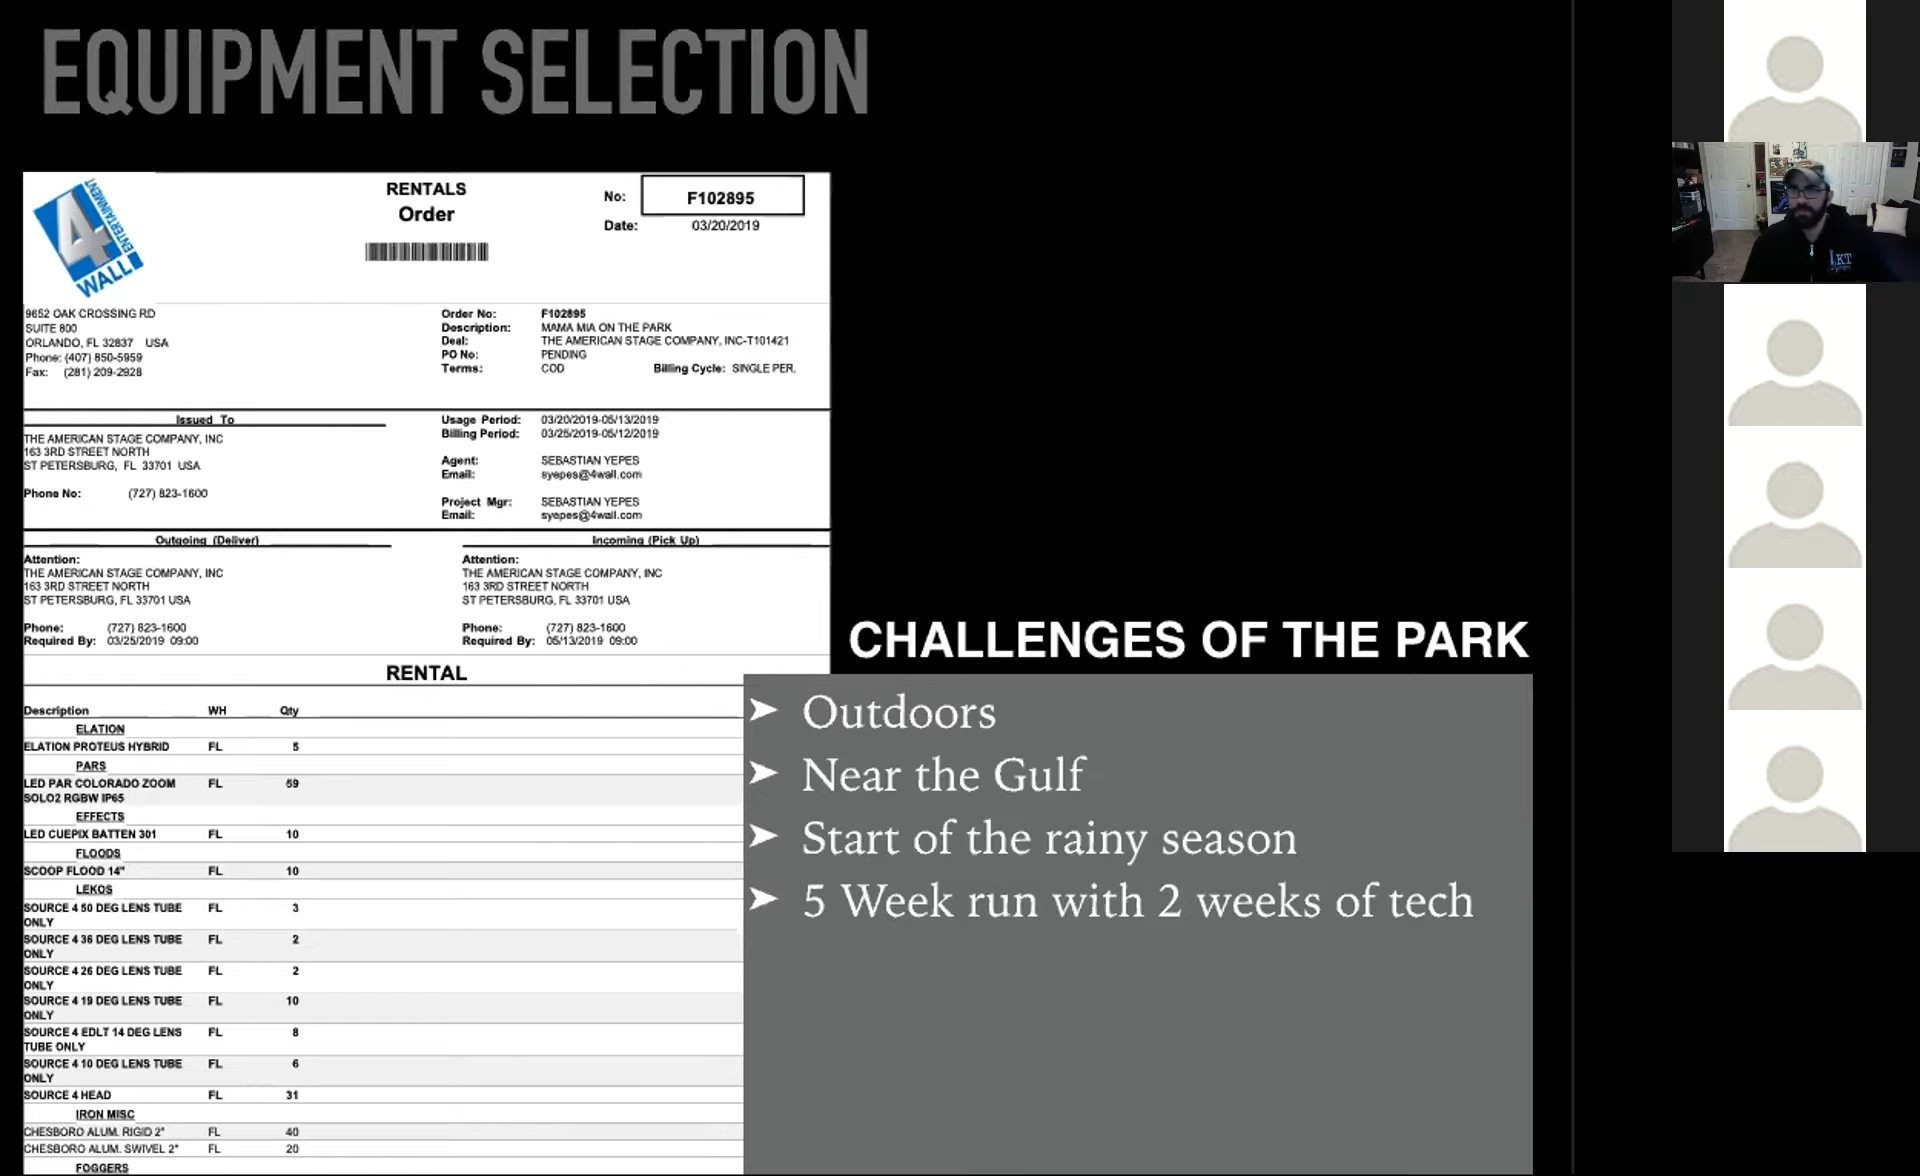 EQUIPMENT SELECTION
4
WALL
ENTERTAINMENT
RENTALS
Order
No: F102895
Date: 03/20/2019
9652 OAK CROSSING RD
SUITE 800
ORLANDO, FL 32837 USA
Phone: (407) 850-5959
Fax: (281) 209-2928
Order No: F102895
Description: MAMA MIA ON THE PARK
Deal: THE AMERICAN STAGE COMPANY, INC-T101421
PO No: PENDING
Terms: COD Billing Cycle: SINGLE PER.
Issued To
THE AMERICAN STAGE COMPANY, INC
163 3RD STREET NORTH
ST PETERSBURG, FL 33701 USA
Phone No: (727) 823-1600
Usage Period: 03/20/2019-05/13/2019
Billing Period: 03/25/2019-05/12/2019
Agent: SEBASTIAN YEPES
Email: syepes@4wall.com
Project Mgr: SEBASTIAN YEPES
Email: syepes@4wall.com
Outgoing (Deliver)
Attention:
THE AMERICAN STAGE COMPANY, INC
163 3RD STREET NORTH
ST PETERSBURG, FL 33701 USA
Phone: (727) 823-1600
Required By: 03/25/2019 09:00
Incoming (Pick Up)
Attention:
THE AMERICAN STAGE COMPANY, INC
163 3RD STREET NORTH
ST PETERSBURG, FL 33701 USA
Phone: (727) 823-1600
Required By: 05/13/2019 09:00
RENTAL
Description WH Qty
ELATION
ELATION PROTEUS HYBRID FL 5
PARS
LED PAR COLORADO ZOOM FL 59
SOLO2 RGBW IP65
EFFECTS
LED CUEPIX BATTEN 301 FL 10
FLOODS
SCOOP FLOOD 14" FL 10
LEKOS
SOURCE 4 50 DEG LENS TUBE FL 3
ONLY
SOURCE 4 36 DEG LENS TUBE FL 2
ONLY
SOURCE 4 26 DEG LENS TUBE FL 2
ONLY
SOURCE 4 19 DEG LENS TUBE FL 10
ONLY
SOURCE 4 EDLT 14 DEG LENS FL 8
TUBE ONLY
SOURCE 4 10 DEG LENS TUBE FL 6
ONLY
SOURCE 4 HEAD FL 31
IRON MISC
CHESBORO ALUM. RIGID 2" FL 40
CHESBORO ALUM. SWIVEL 2" FL 20
FOGGERS
CHALLENGES OF THE PARK
➤ Outdoors
➤ Near the Gulf
➤ Start of the rainy season
➤ 5 Week run with 2 weeks of tech